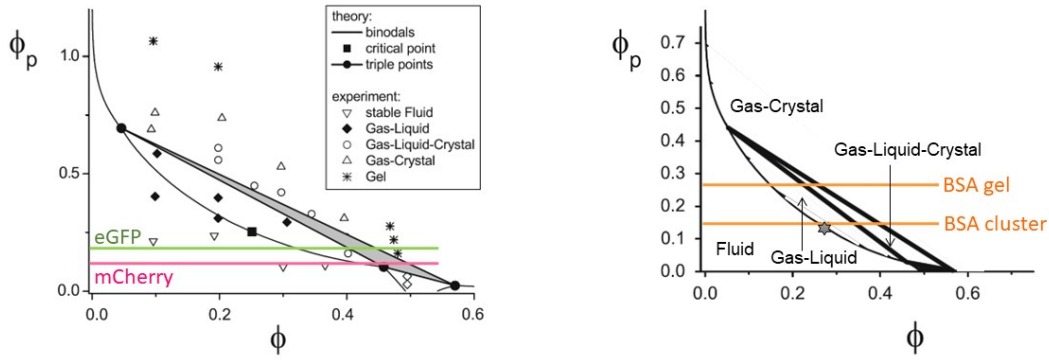 ϕp
1.0
0.5
0.0
0.0
0.2
0.4
0.6
ϕ
theory:
binodals
critical point
triple points
experiment:
stable Fluid
Gas-Liquid
Gas-Liquid-Crystal
Gas-Crystal
Gel
eGFP
mCherry
ϕp
0.7
0.6
0.5
0.4
0.3
0.2
0.1
0.0
0.0
0.2
0.4
0.6
ϕ
Gas-Crystal
Gas-Liquid-Crystal
BSA gel
BSA cluster
Fluid
Gas-Liquid